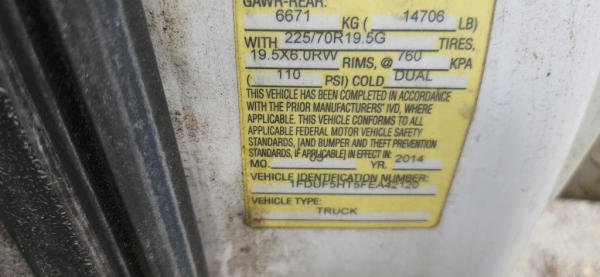 GAWR-REAR:
6671 KG ( 14706 LB)
WITH 225/70R19.5G TIRES,
19.5X6.0RW RIMS, @ 760 KPA
( 110 PSI) COLD DUAL
THIS VEHICLE HAS BEEN COMPLETED IN ACCORDANCE
WITH THE PRIOR MANUFACTURERS' IVD, WHERE
APPLICABLE. THIS VEHICLE CONFORMS TO ALL
APPLICABLE FEDERAL MOTOR VEHICLE SAFETY
STANDARDS, [AND BUMPER AND THEFT PREVENTION
STANDARDS, IF APPLICABLE] IN EFFECT IN:
MO. 09 YR. 2014
VEHICLE IDENTIFICATION NUMBER:
1FDUF5HT5FEA42120
VEHICLE TYPE:
TRUCK